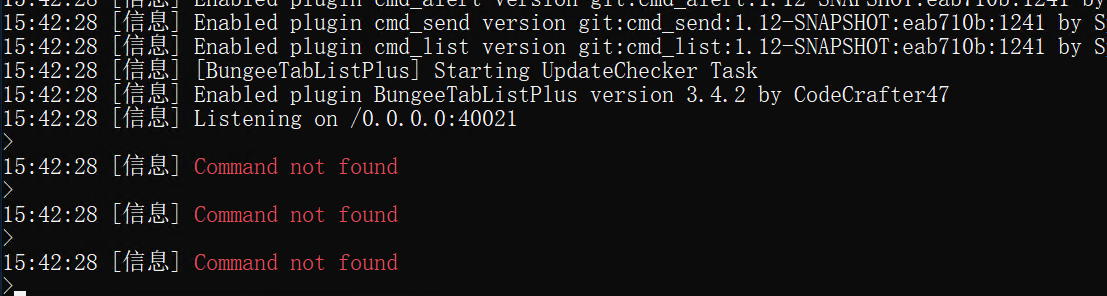 15:42:28 [信息] Enabled plugin cmd_alert version git:cmd_alert:1.12-SNAPSHOT:eab710b:1241 by
15:42:28 [信息] Enabled plugin cmd_send version git:cmd_send:1.12-SNAPSHOT:eab710b:1241 by S
15:42:28 [信息] Enabled plugin cmd_list version git:cmd_list:1.12-SNAPSHOT:eab710b:1241 by S
15:42:28 [信息] [BungeeTabListPlus] Starting UpdateChecker Task
15:42:28 [信息] Enabled plugin BungeeTabListPlus version 3.4.2 by CodeCrafter47
15:42:28 [信息] Listening on /0.0.0.0:40021
>
15:42:28 [信息] Command not found
>
15:42:28 [信息] Command not found
>
15:42:28 [信息] Command not found
>